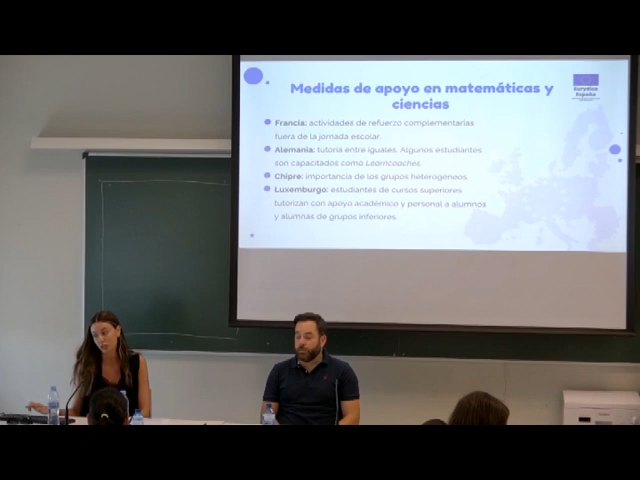 Medidas de apoyo en matemáticas y
ciencias
Eurydice
España
Francia: actividades de refuerzo complementarias
fuera de la jornada escolar.
Alemania: tutoría entre iguales. Algunos estudiantes
son capacitados como Learncoaches.
Chipre: importancia de los grupos heterogéneos.
Luxemburgo: estudiantes de cursos superiores
tutorizan con apoyo académico y personal a alumnos
y alumnas de grupos inferiores.